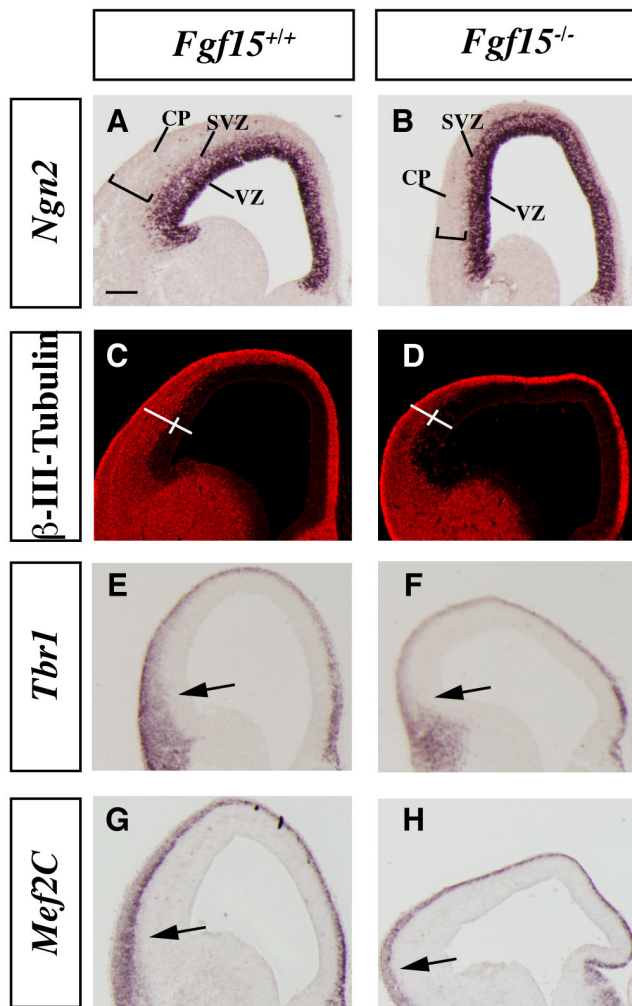 Fgf15+/+
Fgf15-/-
Ngn2
A
CP
SVZ
VZ
B
SVZ
CP
VZ
β-III-Tubulin
C
D
Tbr1
E
F
Mef2C
G
H